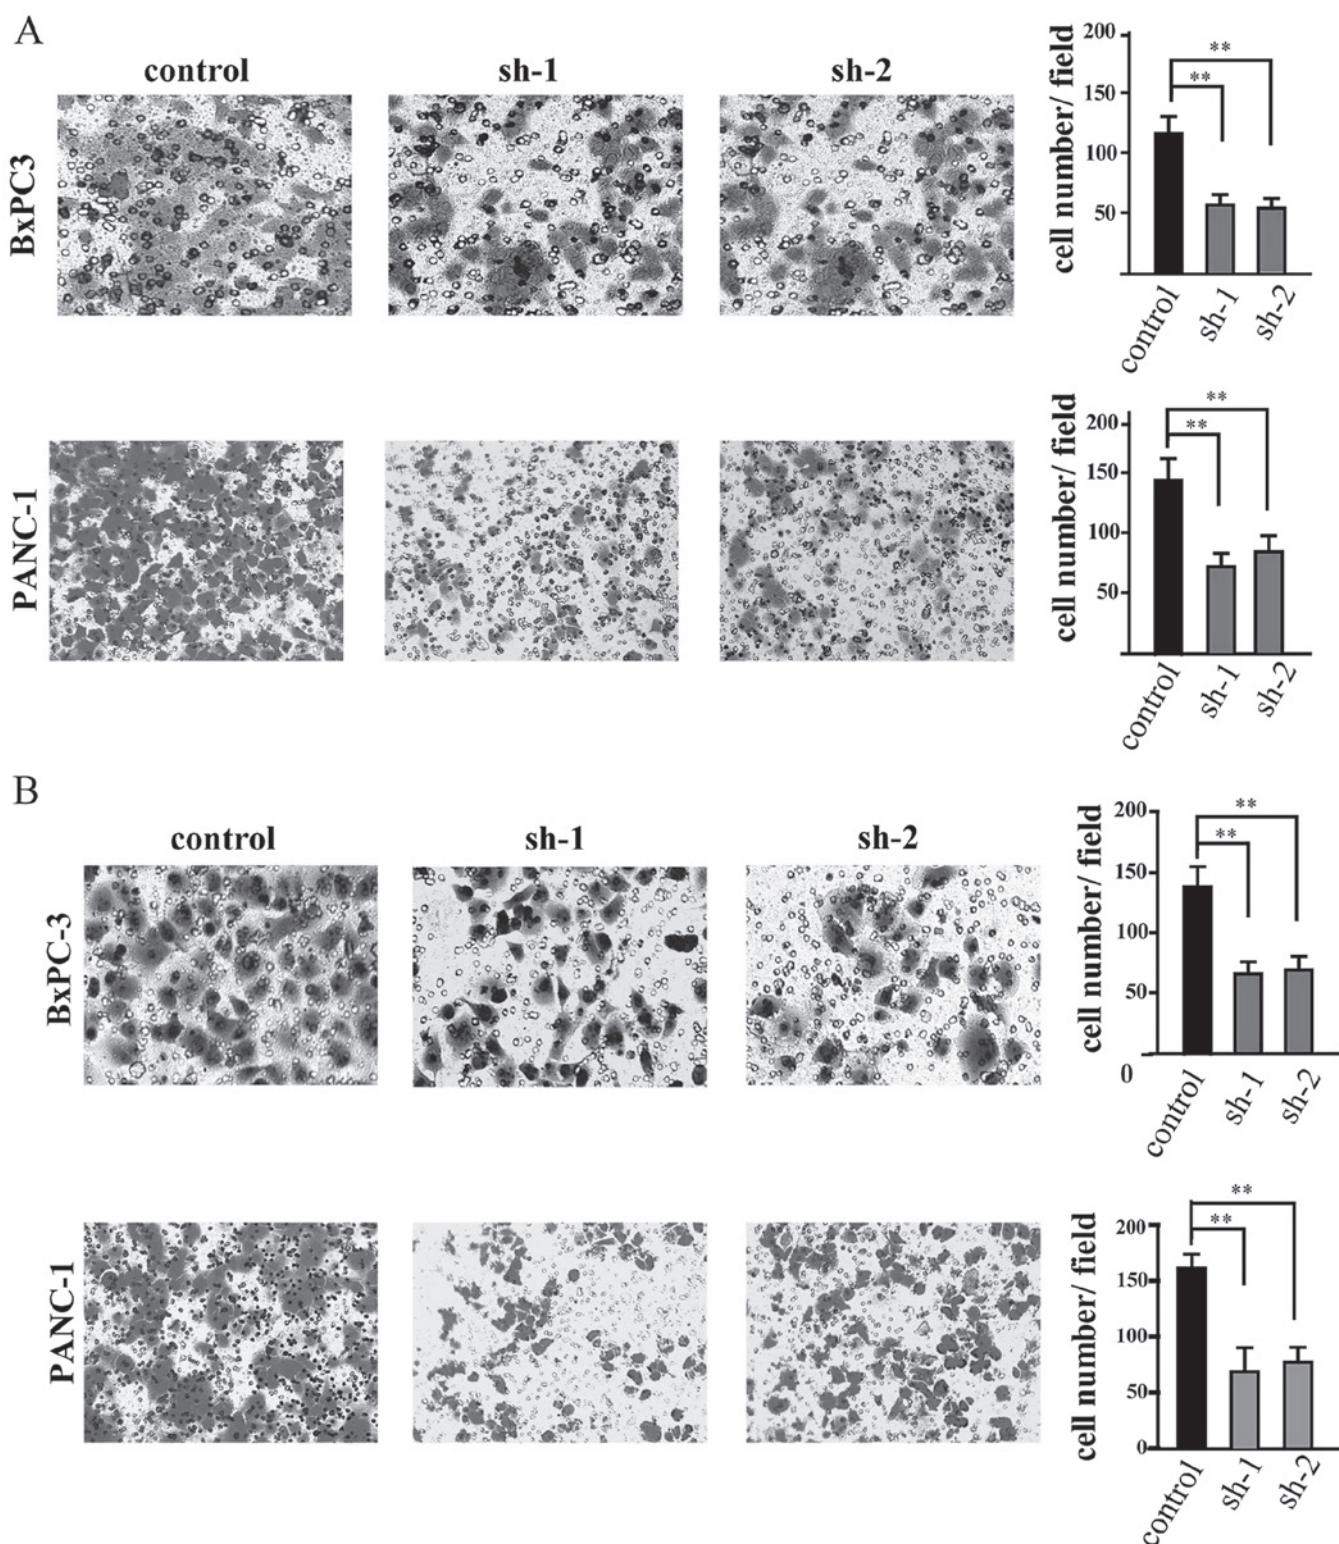 A
control sh-1 sh-2
BxPC3
cell number/ field
200
150
100
50
**
**
control sh-1 sh-2
PANC-1
cell number/ field
200
150
100
50
**
**
control sh-1 sh-2
B
control sh-1 sh-2
BxPC-3
cell number/ field
200
150
100
50
0
**
**
control sh-1 sh-2
PANC-1
cell number/ field
200
150
100
50
0
**
**
control sh-1 sh-2